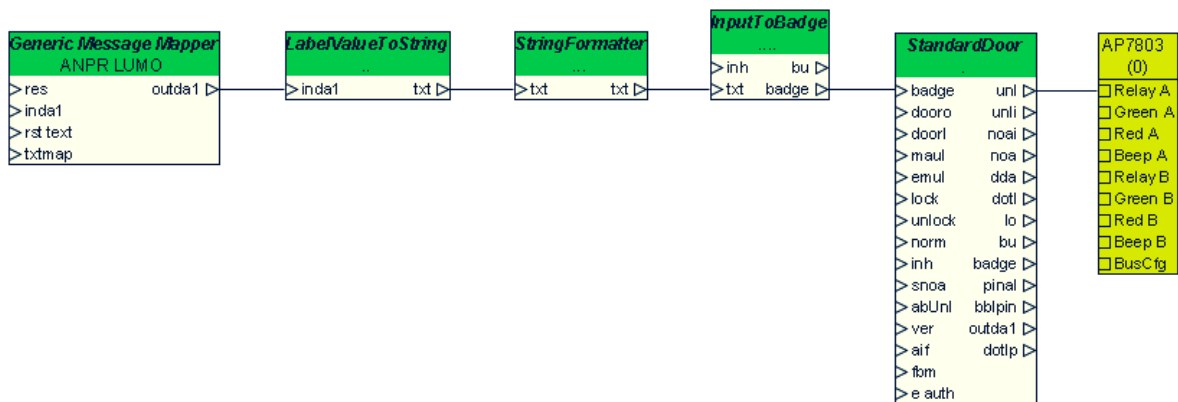 Generic Message Mapper
ANPR LUMO
res outda1
inda1
rst text
txtmap
LabelValueToString
..
inda1 txt
StringFormatter
...
txt txt
InputToBadge
....
inh bu
txt badge
StandardDoor
.
badge unl
dooro unli
doorl noai
maul noa
emul dda
lock dotl
unlock lo
norm bu
inh badge
snoa pinal
abUnl bblpin
ver outda1
aif dotlp
fbm
e auth
AP7803
(0)
Relay A
Green A
Red A
Beep A
Relay B
Green B
Red B
Beep B
BusCfg